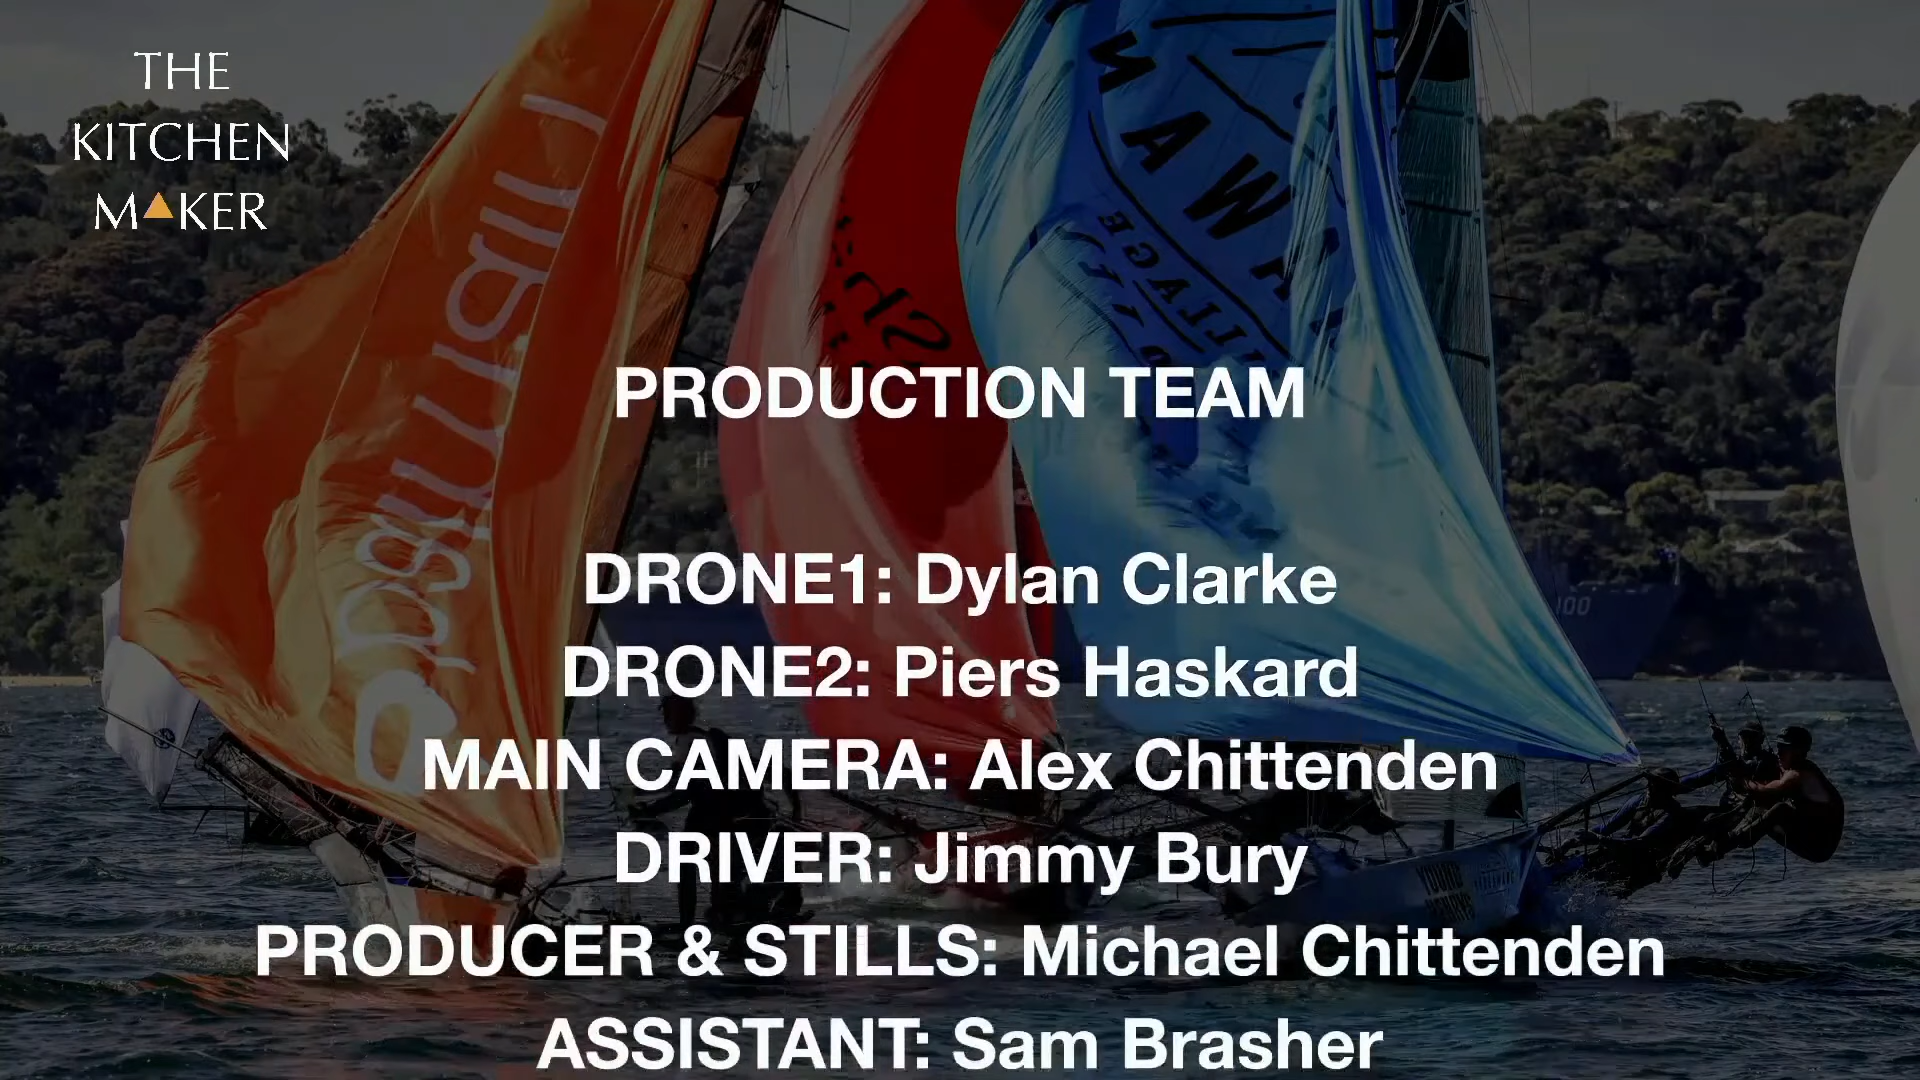 THE
KITCHEN
MAKER
PRODUCTION TEAM
DRONE1: Dylan Clarke
DRONE2: Piers Haskard
MAIN CAMERA: Alex Chittenden
DRIVER: Jimmy Bury
PRODUCER & STILLS: Michael Chittenden
ASSISTANT: Sam Brasher
100